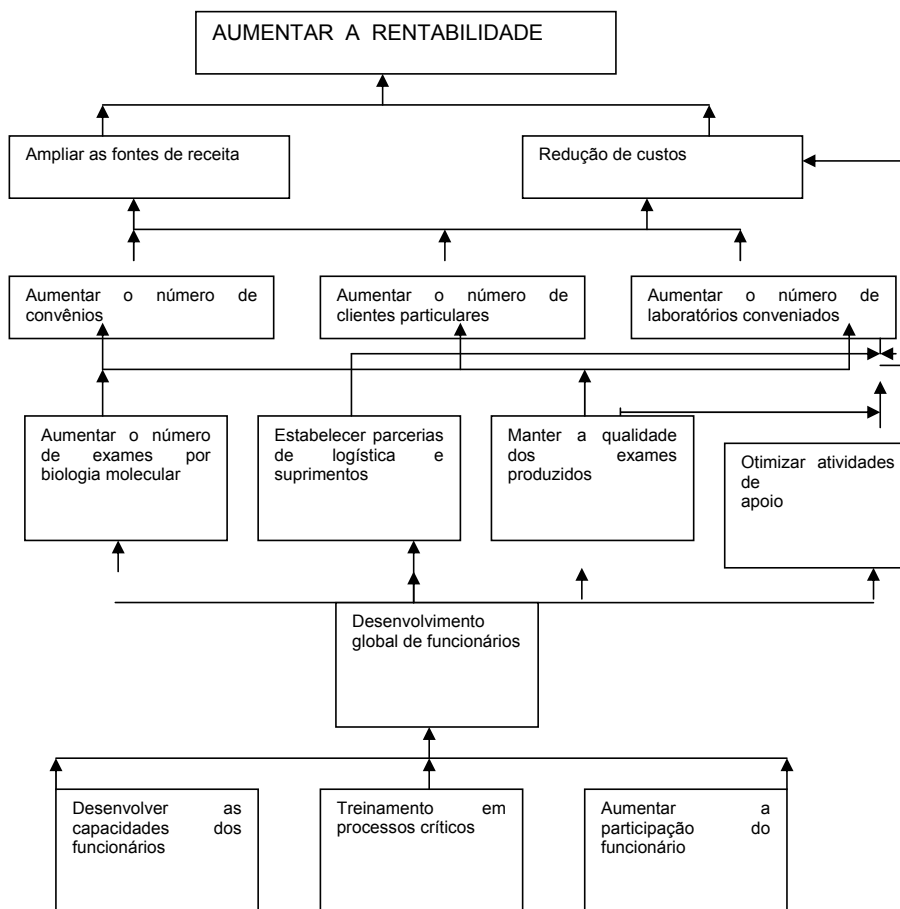 AUMENTAR A RENTABILIDADE
Ampliar as fontes de receita
Redução de custos
Aumentar o número de
convênios
Aumentar o número de
clientes particulares
Aumentar o número de
laboratórios conveniados
Aumentar o número
de exames por
biologia molecular
Estabelecer parcerias
de logística e
suprimentos
Manter a qualidade
dos exames
produzidos
Otimizar atividades
de
apoio
Desenvolvimento
global de funcionários
Desenvolver as
capacidades dos
funcionários
Treinamento em
processos críticos
Aumentar a
participação do
funcionário